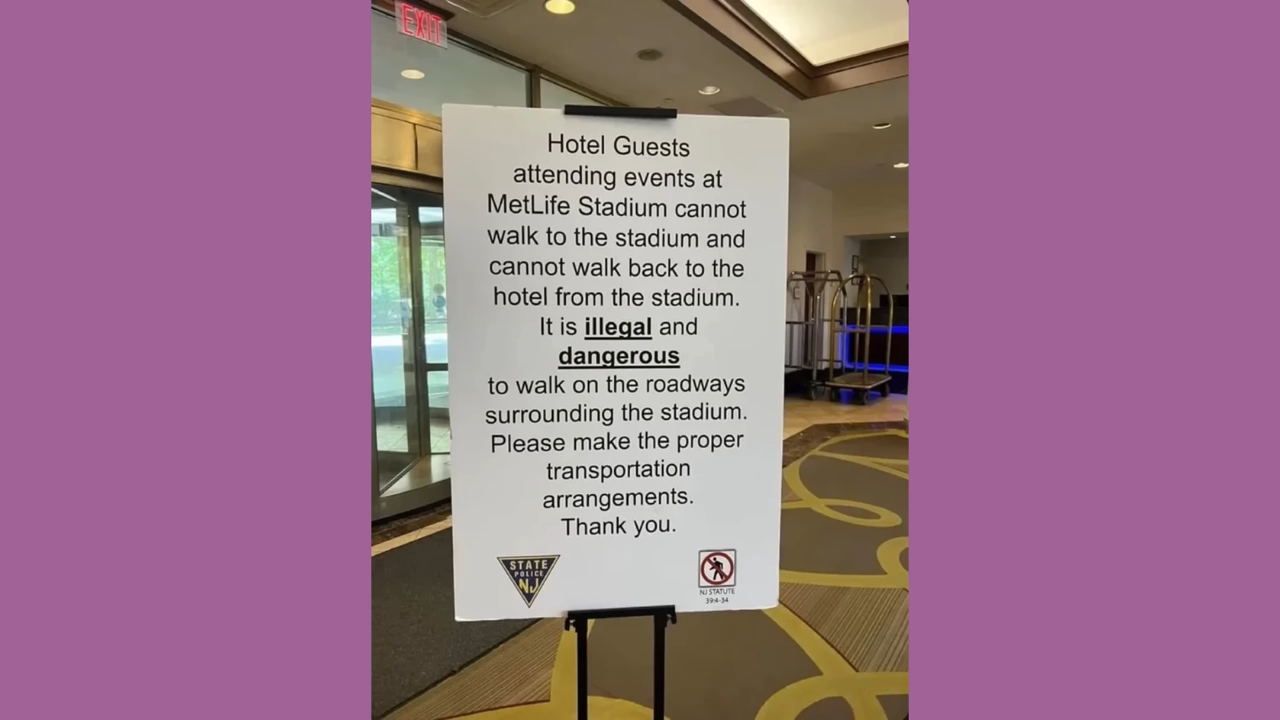 EXIT
Hotel Guests
attending events at
MetLife Stadium cannot
walk to the stadium and
cannot walk back to the
hotel from the stadium.
It is illegal and
dangerous
to walk on the roadways
surrounding the stadium.
Please make the proper
transportation
arrangements.
Thank you.
STATE
POLICE
NJ
NJ STATUTE
39:4-34